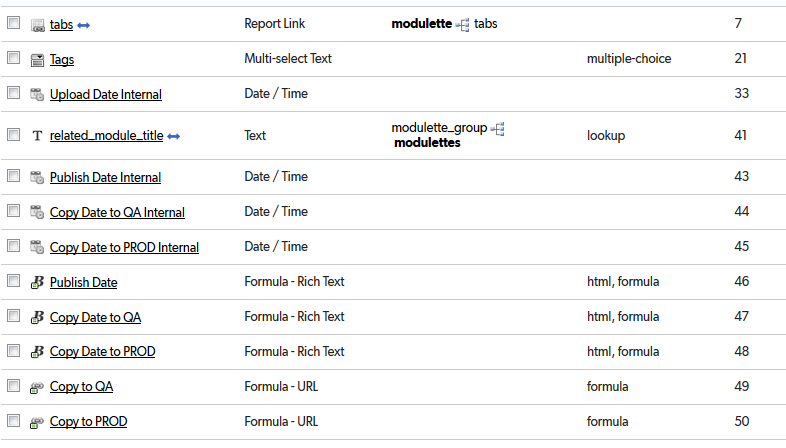 tabs Report Link modulette tabs 7
Tags Multi-select Text multiple-choice 21
Upload Date Internal Date / Time 33
related_module_title Text modulette_group modulettes lookup 41
Publish Date Internal Date / Time 43
Copy Date to QA Internal Date / Time 44
Copy Date to PROD Internal Date / Time 45
Publish Date Formula - Rich Text html, formula 46
Copy Date to QA Formula - Rich Text html, formula 47
Copy Date to PROD Formula - Rich Text html, formula 48
Copy to QA Formula - URL formula 49
Copy to PROD Formula - URL formula 50